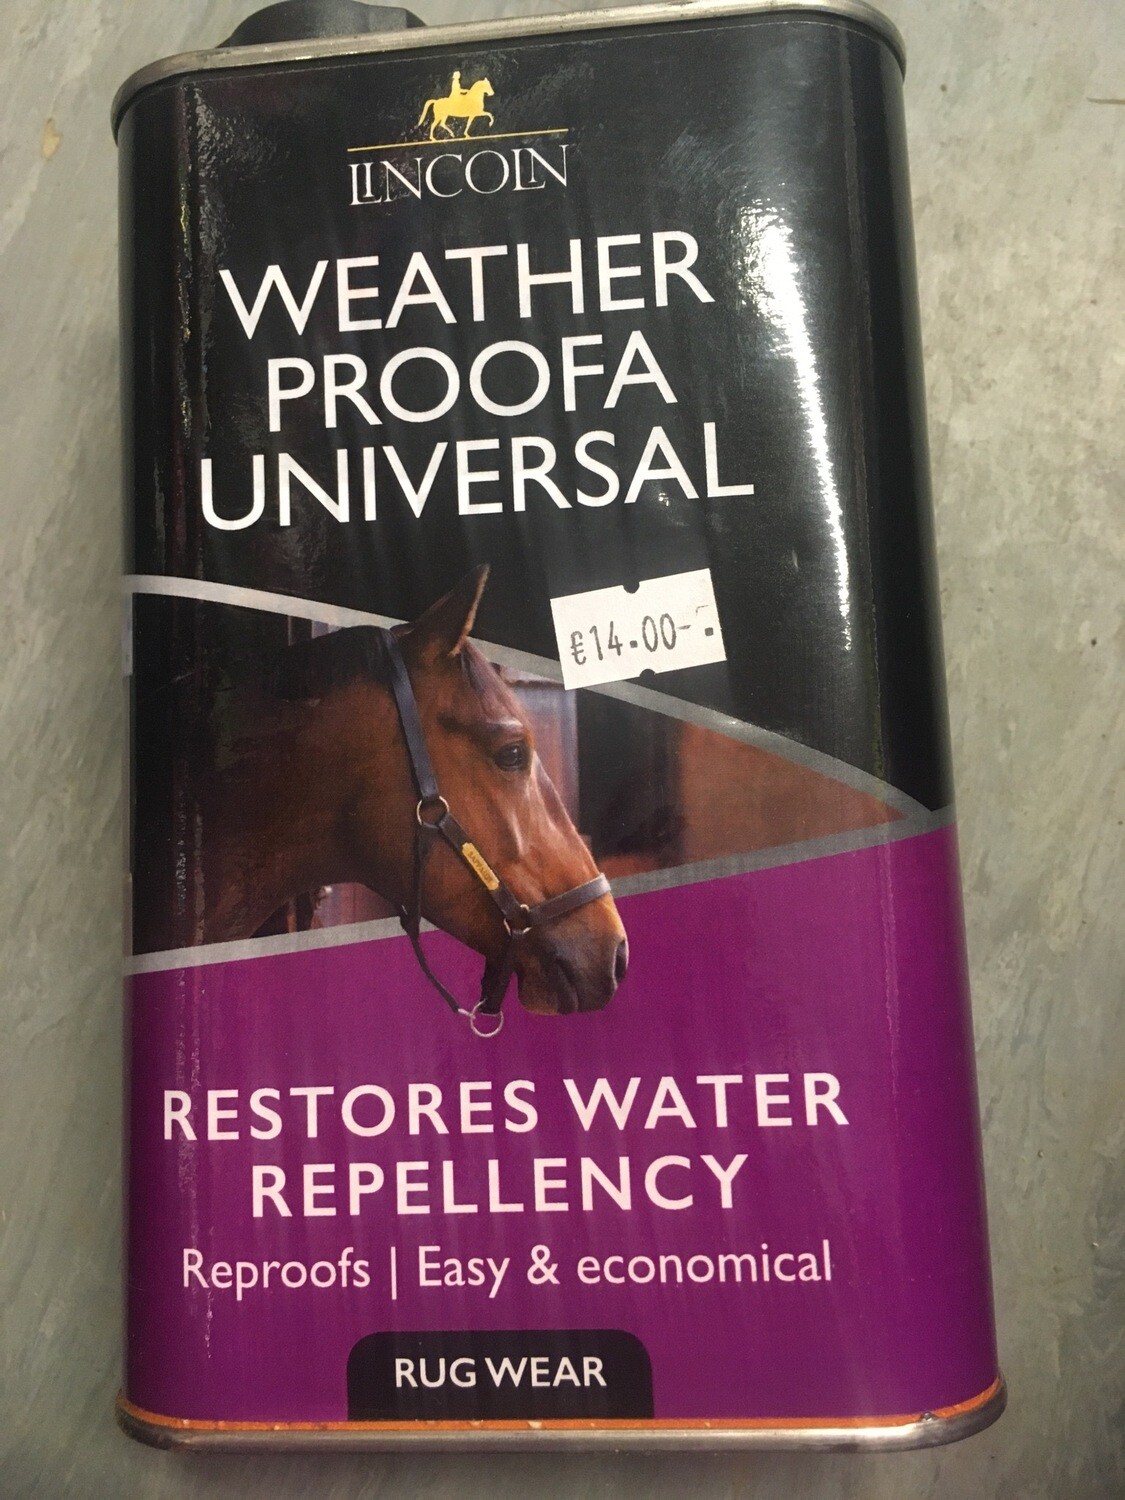 LINCOLN
WEATHER
PROOFA
UNIVERSAL
€14.00-
RESTORES WATER
REPELLENCY
Reproofs | Easy & economical
RUG WEAR